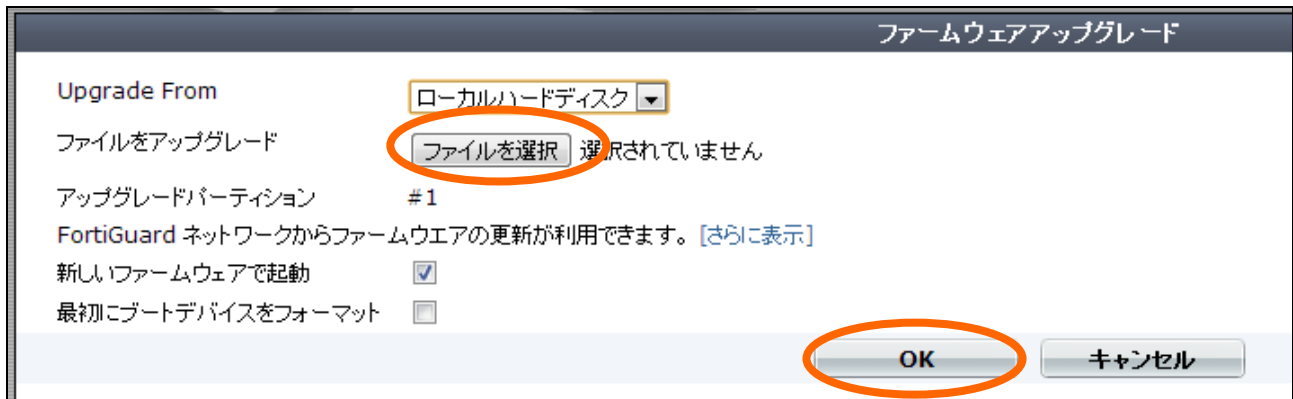 ファームウェアアップグレード
Upgrade From ローカルハードディスク
ファイルをアップグレード ファイルを選択 選択されていません
アップグレードパーティション #1
FortiGuard ネットワークからファームウエアの更新が利用できます。[さらに表示]
新しいファームウェアで起動
最初にブートデバイスをフォーマット
OK キャンセル